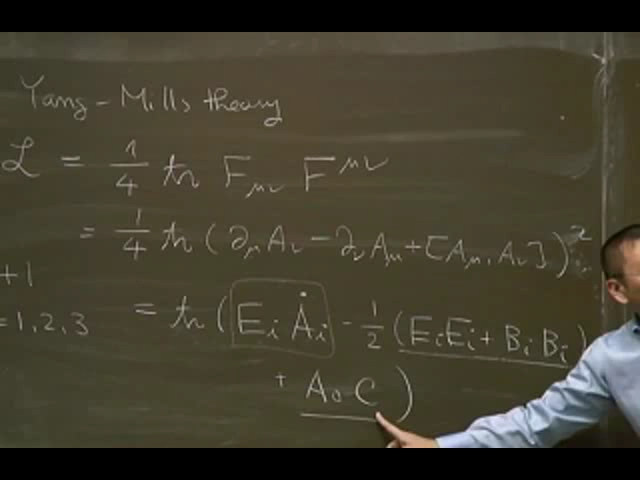 Yang-Mills theory
ℒ = 1/4 tr F_μν F^μν
= 1/4 tr (∂_μ A_ν - ∂_ν A_μ + [A_μ, A_ν])^2
+1
= 1, 2, 3
= tr (E_i Ȧ_i - 1/2 (E_i E_i + B_i B_i)
+ A_0 C)